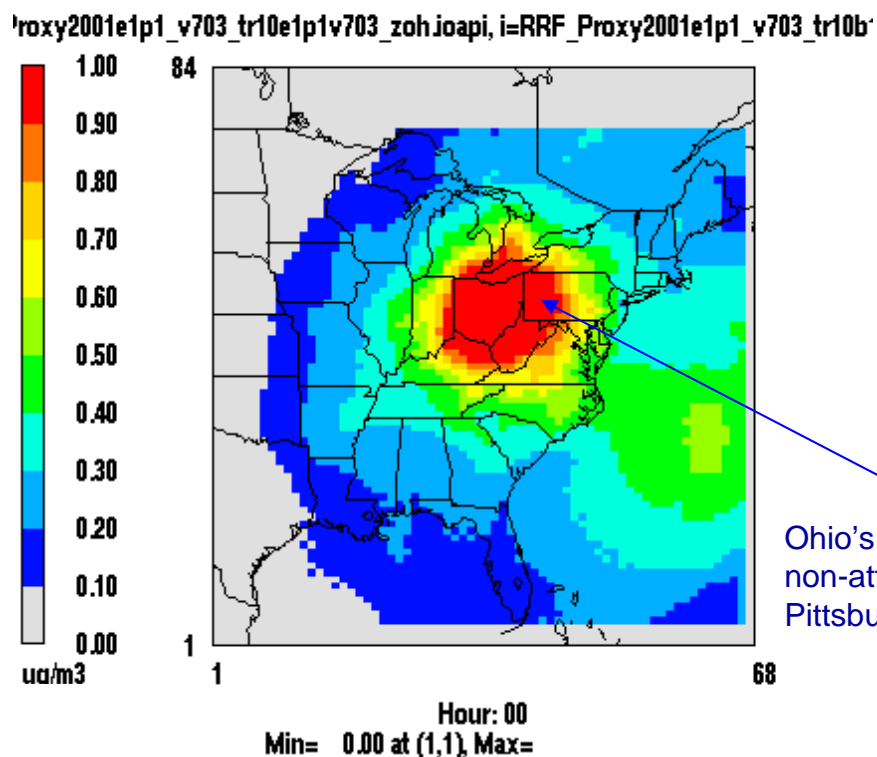 roxy2001e1p1_v703_tr10e1p1v703_zoh.ioapi, i=RRF_Proxy2001e1p1_v703_tr10b
1.00
0.90
0.80
0.70
0.60
0.50
0.40
0.30
0.20
0.10
0.00
ug/m3
84
1
1
68
Ohio's
non-att
Pittsbu
Hour: 00
Min= 0.00 at (1,1), Max=